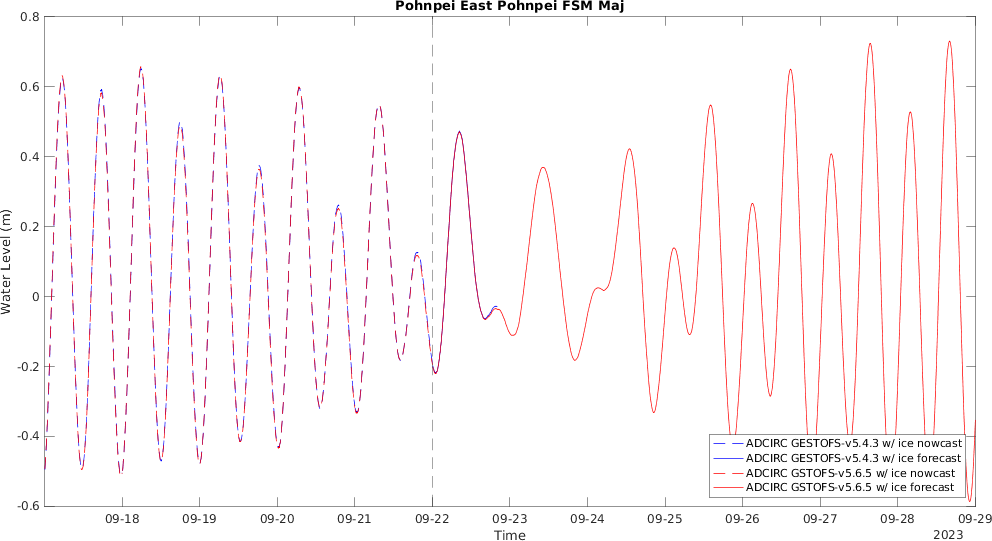 Pohnpei East Pohnpei FSM Maj
0.8
0.6
0.4
0.2
0
-0.2
-0.4
-0.6
Water Level (m)
ADCIRC GESTOFS-v5.4.3 w/ ice nowcast
ADCIRC GESTOFS-v5.4.3 w/ ice forecast
ADCIRC GSTOFS-v5.6.5 w/ ice nowcast
ADCIRC GSTOFS-v5.6.5 w/ ice forecast
09-18 09-19 09-20 09-21 09-22 09-23 09-24 09-25 09-26 09-27 09-28 09-29
Time
2023